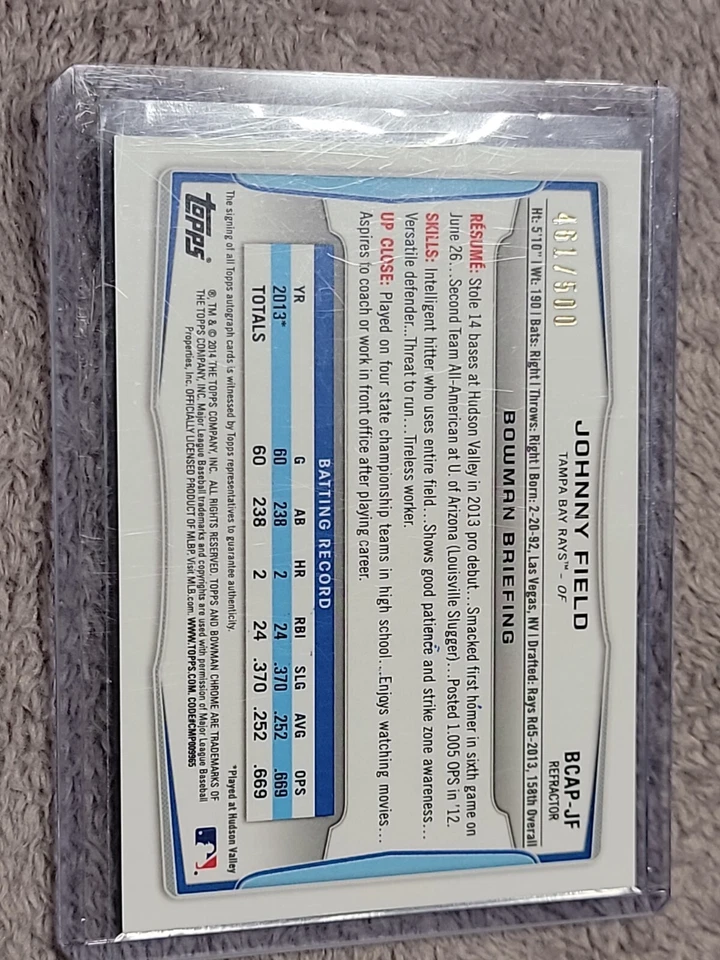 461/500
JOHNNY FIELD
TAMPA BAY RAYS™ – OF
BCAP-JF
REFRACTOR
Ht: 5'10" | Wt: 190 | Bats: Right | Throws: Right | Born: 2-20-92, Las Vegas, NV | Drafted: Rays Rd5-2013, 158th Overall
BOWMAN BRIEFING
RÉSUMÉ: Stole 14 bases at Hudson Valley in 2013 pro debut...Smacked first homer in sixth game on
June 26...Second Team All-American at U. of Arizona (Louisville Slugger)...Posted 1.005 OPS in '12.
SKILLS: Intelligent hitter who uses entire field...Shows good patience and strike zone awareness...
Versatile defender...Threat to run....Tireless worker.
UP CLOSE: Played on four state championship teams in high school...Enjoys watching movies...
Aspires to coach or work in front office after playing career.
BATTING RECORD
YR G AB HR RBI SLG AVG OPS
2013* 60 238 2 24 .370 .252 .669
TOTALS 60 238 2 24 .370 .252 .669
*Played at Hudson Valley
The signing of all Topps autograph cards is witnessed by Topps representatives to guarantee authenticity.
topps®
®, TM & © 2014 THE TOPPS COMPANY, INC. ALL RIGHTS RESERVED. TOPPS AND BOWMAN CHROME ARE TRADEMARKS OF
THE TOPPS COMPANY, INC. Major League Baseball trademarks and copyrights are used with permission of Major League Baseball
Properties, Inc. OFFICIALLY LICENSED PRODUCT OF MLBP. Visit MLB.com. WWW.TOPPS.COM. CODE#CMP009965